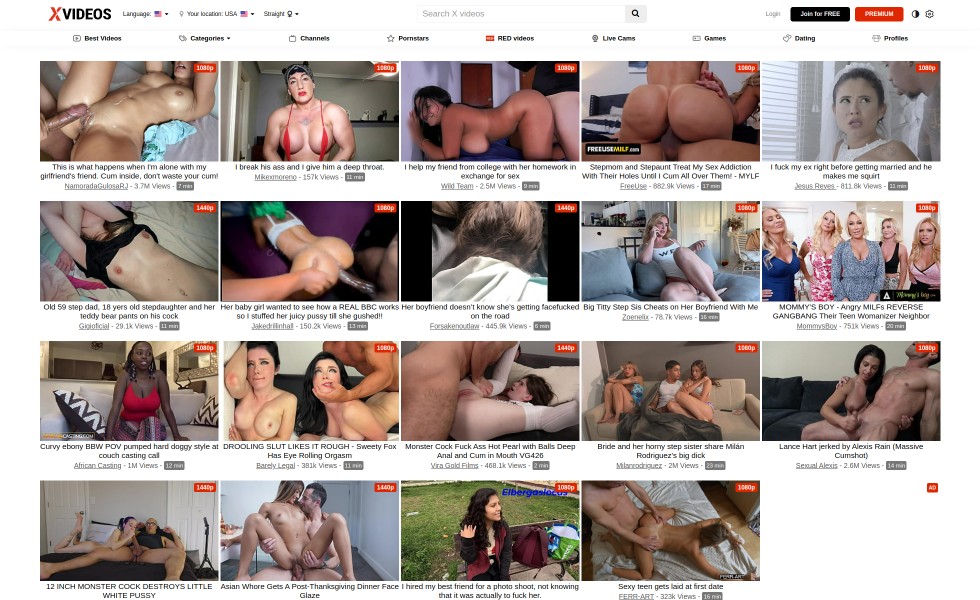 XVIDEOS
Language:
Your location: USA
Straight
Search X videos
Login
Join for FREE
PREMIUM
Best Videos
Categories
Channels
Pornstars
RED videos
Live Cams
Games
Dating
Profiles
1080p
This is what happens when I'm alone with my
girlfriend's friend. Cum inside, don't waste your cum!
NamoradaGulosaRJ - 3.7M Views - 7 min
1080p
I break his ass and I give him a deep throat.
Mikexmoreno - 157k Views - 11 min
I help my friend from college with her homework in
exchange for sex
Wild Team - 2.5M Views - 9 min
1080p
FREEUSEMILF.COM
Stepmom and Stepaunt Treat My Sex Addiction
With Their Holes Until I Cum All Over Them! - MYLF
FreeUse - 882.9k Views - 17 min
1080p
I fuck my ex right before getting married and he
makes me squirt
Jesus Reyes - 811.8k Views - 11 min
1440p
Old 59 step dad, 18 yers old stepdaughter and her
teddy bear pants on his cock
Gigioficial - 29.1k Views - 11 min
1080p
Her baby girl wanted to see how a REAL BBC works
so I stuffed her juicy pussy till she gushed!!
Jakedrillinhall - 150.2k Views - 13 min
1440p
Her boyfriend doesn't know she's getting facefucked
on the road
Forsakenoutlaw - 445.9k Views - 6 min
1080p
Big Titty Step Sis Cheats on Her Boyfriend With Me
Zoenelix - 78.7k Views - 16 min
1080p
Mommy's boy
MOMMY'S BOY - Angry MILFs REVERSE
GANGBANG Their Teen Womanizer Neighbor
MommysBoy - 751k Views - 20 min
1080p
CASTING.COM
Curvy ebony BBW POV pumped hard doggy style at
couch casting call
African Casting - 1M Views - 12 min
1080p
DROOLING SLUT LIKES IT ROUGH - Sweety Fox
Has Eye Rolling Orgasm
Barely Legal - 381k Views - 11 min
1440p
Monster Cock Fuck Ass Hot Pearl with Balls Deep
Anal and Cum in Mouth VG426
Vira Gold Films - 468.1k Views - 2 min
1080p
Bride and her horny step sister share Milán
Rodriguez's big dick
Milanrodriguez - 2M Views - 23 min
1080p
Lance Hart jerked by Alexis Rain (Massive
Cumshot)
Sexual Alexis - 2.6M Views - 14 min
1440p
12 INCH MONSTER COCK DESTROYS LITTLE
WHITE PUSSY
1440p
Asian Whore Gets A Post-Thanksgiving Dinner Face
Glaze
Elbergasloco
1080p
I hired my best friend for a photo shoot, not knowing
that it was actually to fuck her.
1080p
FERR-ART
Sexy teen gets laid at first date
FERR-ART - 323k Views - 16 min
AD